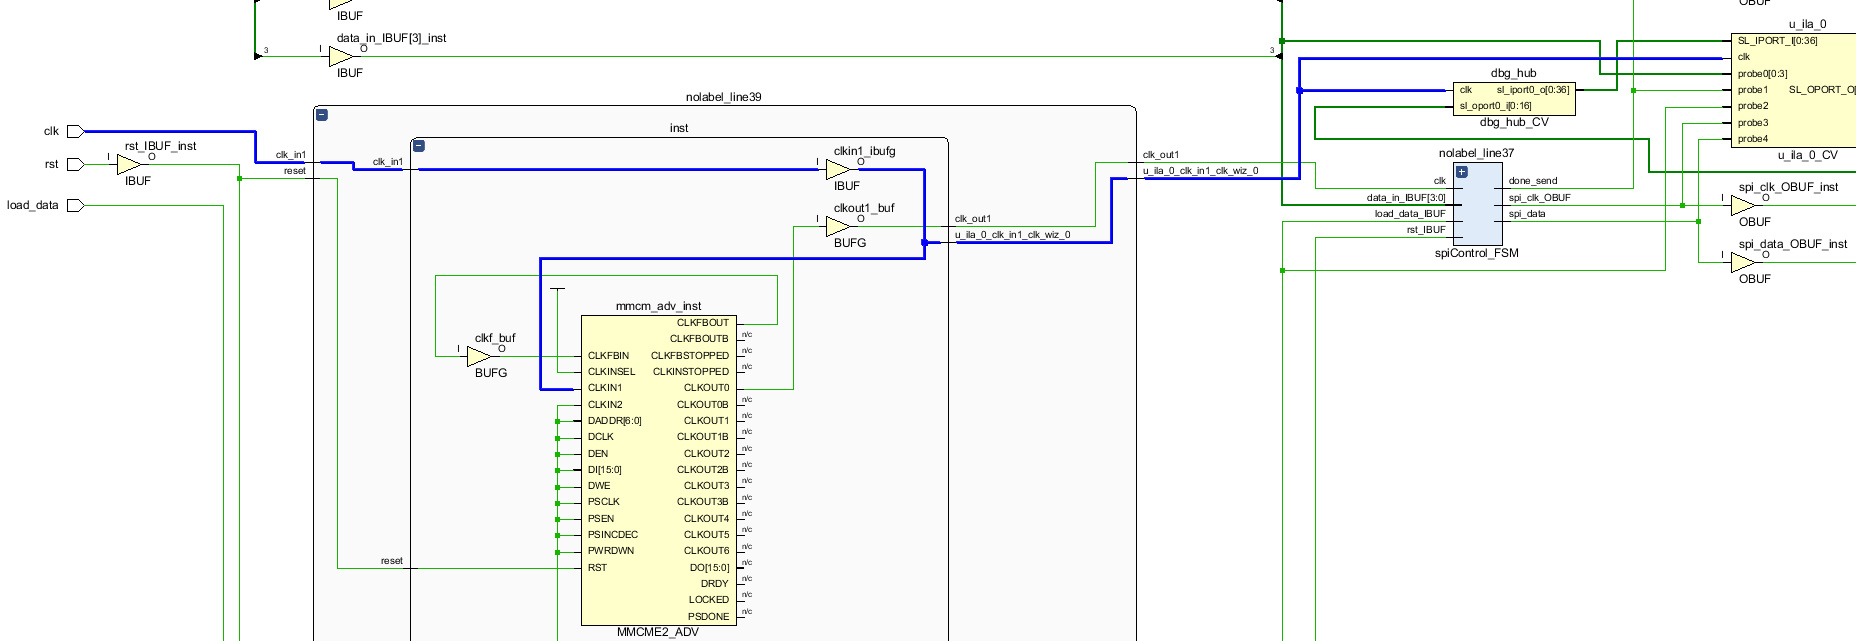 IBUF
OBUF
u_ila_0
data_in_IBUF[3]_inst
I
O
3
3
IBUF
SL_IPORT_I[0:36]
clk
probe0[0:3]
probe1
SL_OPORT_O[
probe2
probe3
probe4
u_ila_0_CV
dbg_hub
clk
sl_iport0_o[0:36]
sl_oport0_i[0:16]
dbg_hub_CV
nolabel_line39
inst
clk
rst
rst_IBUF_inst
I
O
IBUF
load_data
clk_in1
reset
clk_in1
clkin1_ibufg
I
O
IBUF
clkout1_buf
I
O
BUFG
clk_out1
u_ila_0_clk_in1_clk_wiz_0
clk_out1
u_ila_0_clk_in1_clk_wiz_0
nolabel_line37
clk
data_in_IBUF[3:0]
load_data_IBUF
rst_IBUF
done_send
spi_clk_OBUF
spi_data
spiControl_FSM
spi_clk_OBUF_inst
I
O
OBUF
spi_data_OBUF_inst
I
O
OBUF
clkf_buf
I
O
BUFG
mmcm_adv_inst
CLKFBOUT
CLKFBOUTB n/c
CLKFBIN CLKFBSTOPPED n/c
CLKINSEL CLKINSTOPPED n/c
CLKIN1 CLKOUT0
CLKIN2 CLKOUT0B n/c
DADDR[6:0] CLKOUT1 n/c
DCLK CLKOUT1B n/c
DEN CLKOUT2 n/c
DI[15:0] CLKOUT2B n/c
DWE CLKOUT3 n/c
PSCLK CLKOUT3B n/c
PSEN CLKOUT4 n/c
PSINCDEC CLKOUT5 n/c
PWRDWN CLKOUT6 n/c
reset
RST DO[15:0] n/c
DRDY n/c
LOCKED n/c
PSDONE n/c
MMCME2_ADV